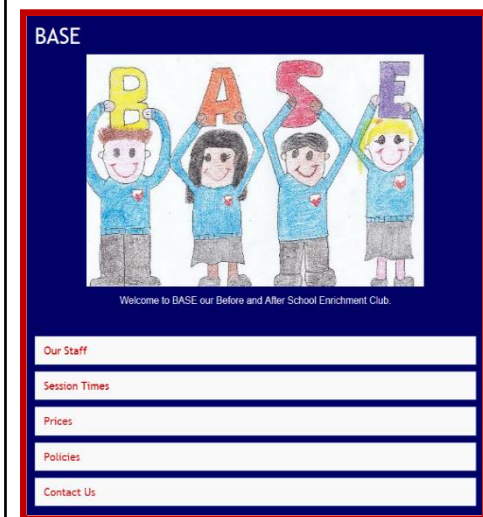 BASE
B A S E
Welcome to BASE our Before and After School Enrichment Club.
Our Staff
Session Times
Prices
Policies
Contact Us